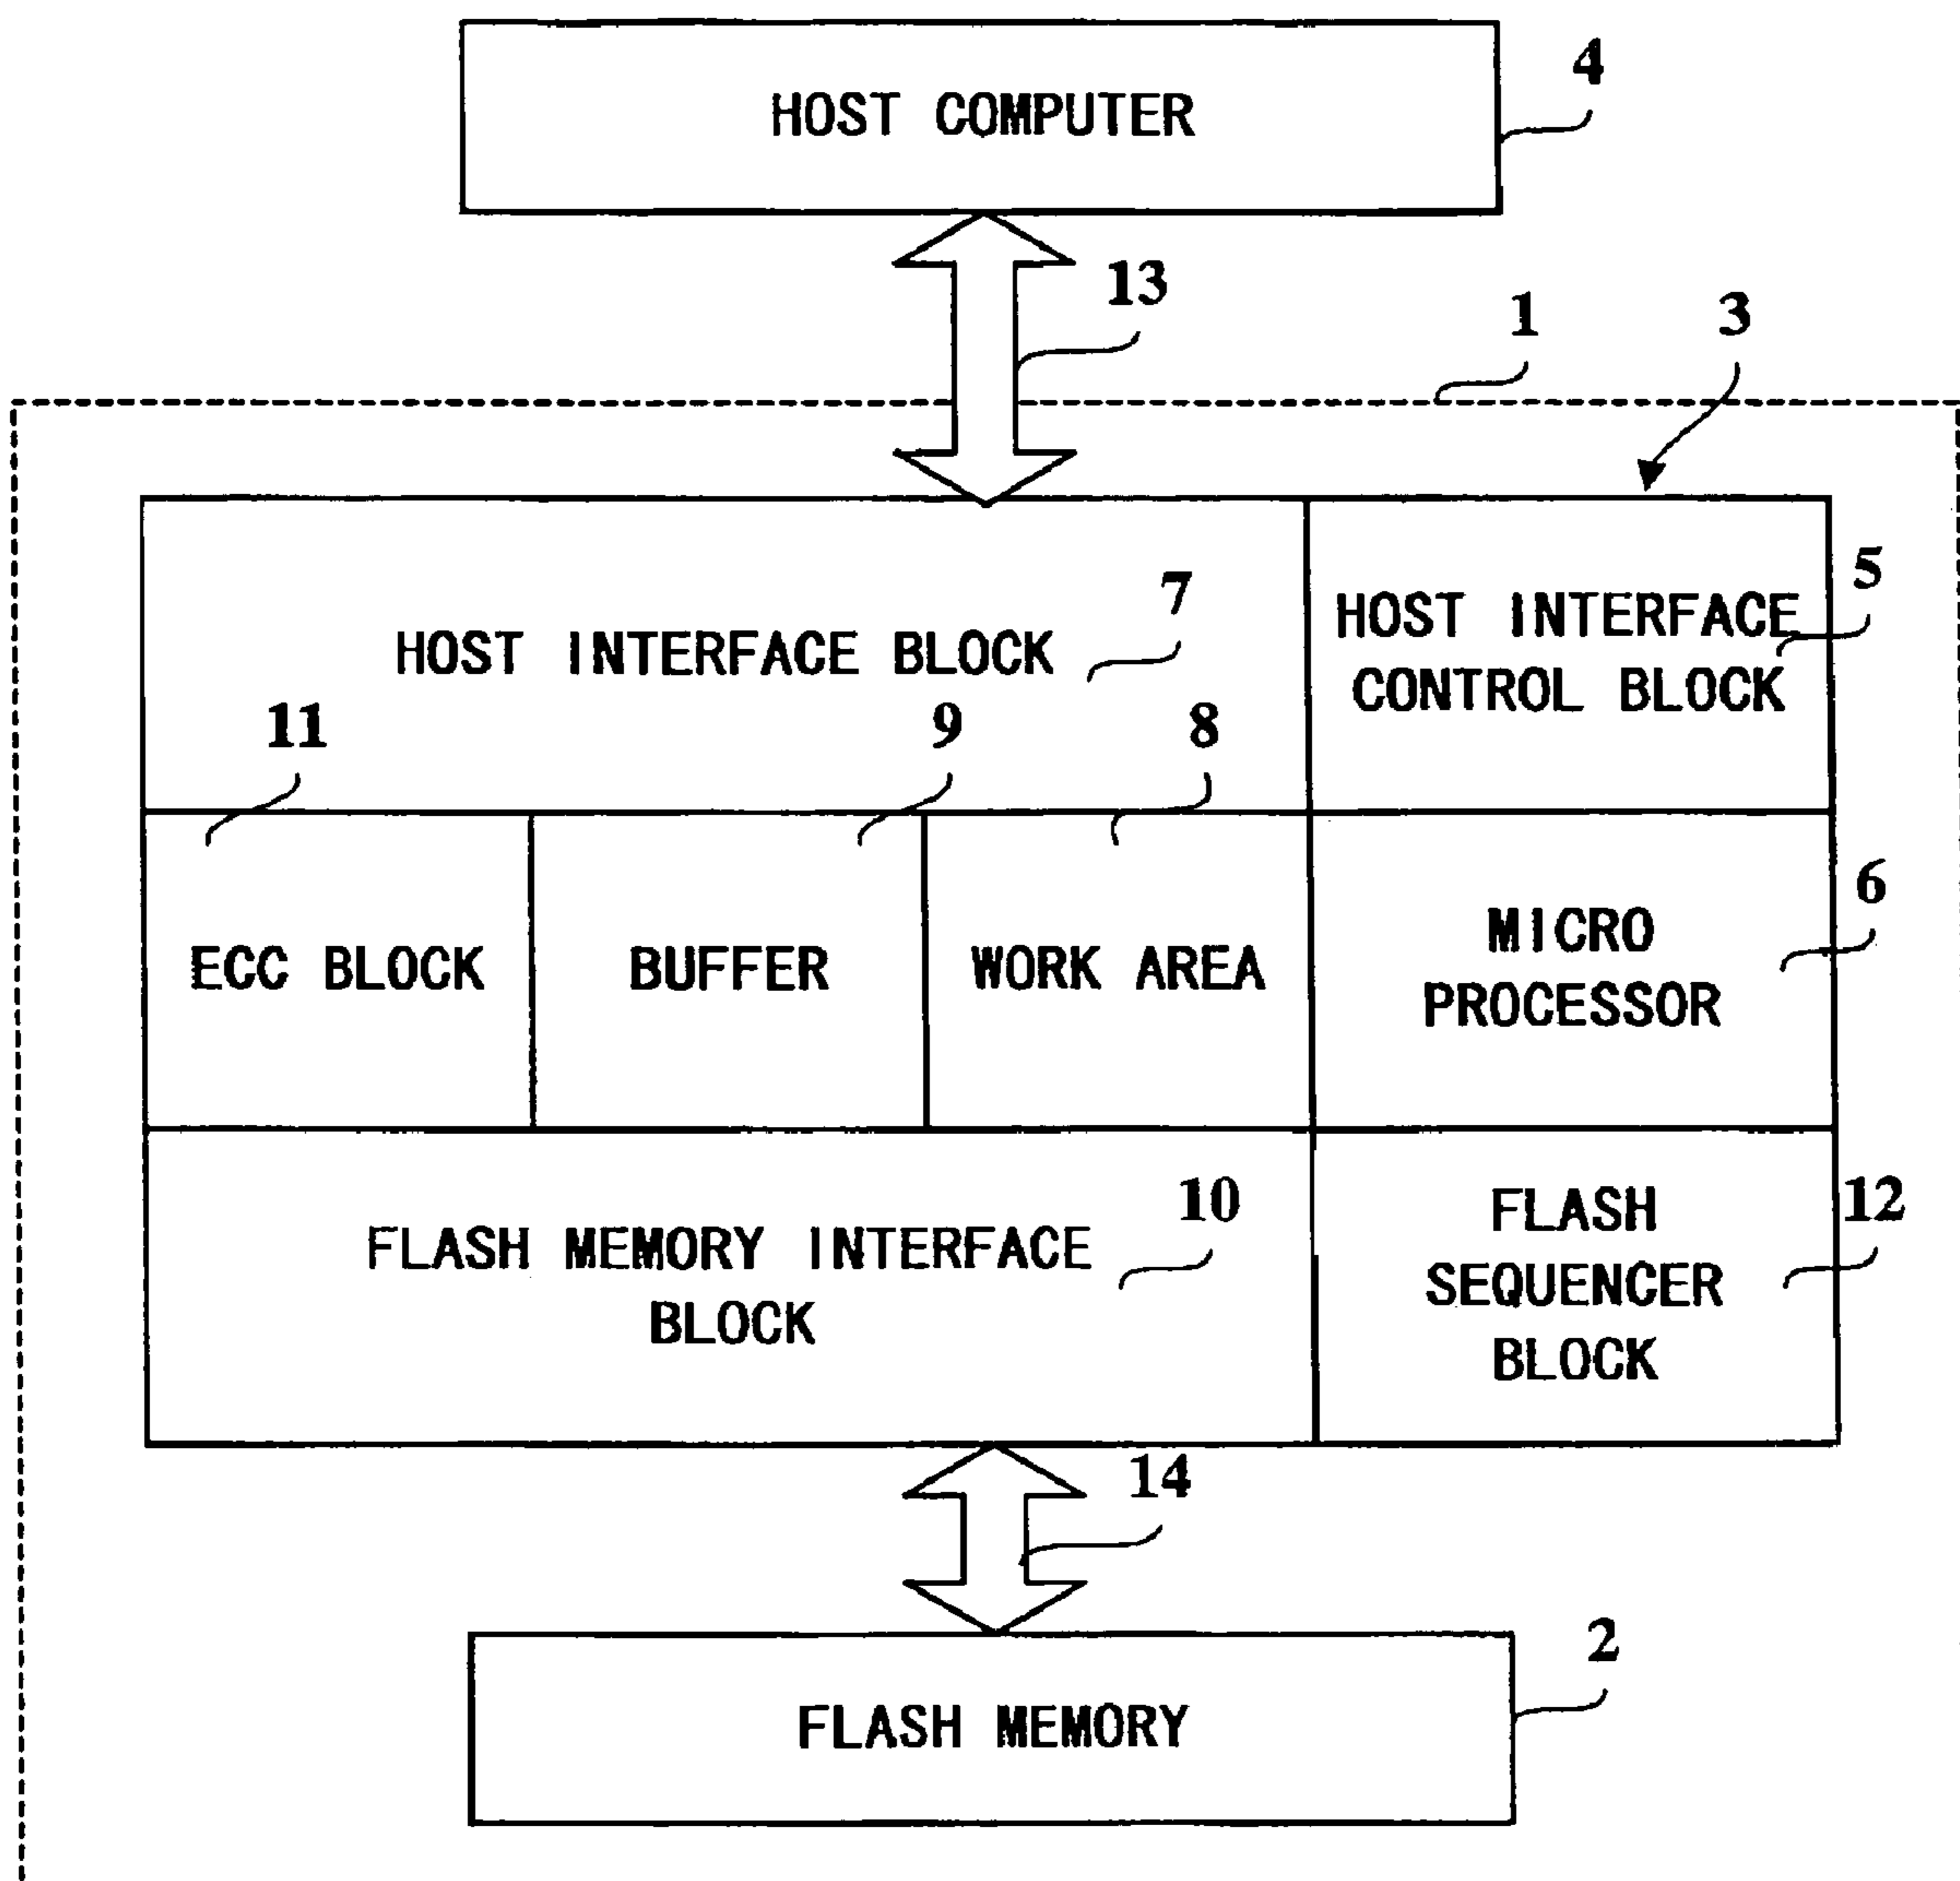 HOST COMPUTER
4
13
1
3
HOST INTERFACE BLOCK
7
HOST INTERFACE
CONTROL BLOCK
5
11
9
8
ECC BLOCK
BUFFER
WORK AREA
MICRO
PROCESSOR
6
FLASH MEMORY INTERFACE
BLOCK
10
FLASH
SEQUENCER
BLOCK
12
14
FLASH MEMORY
2